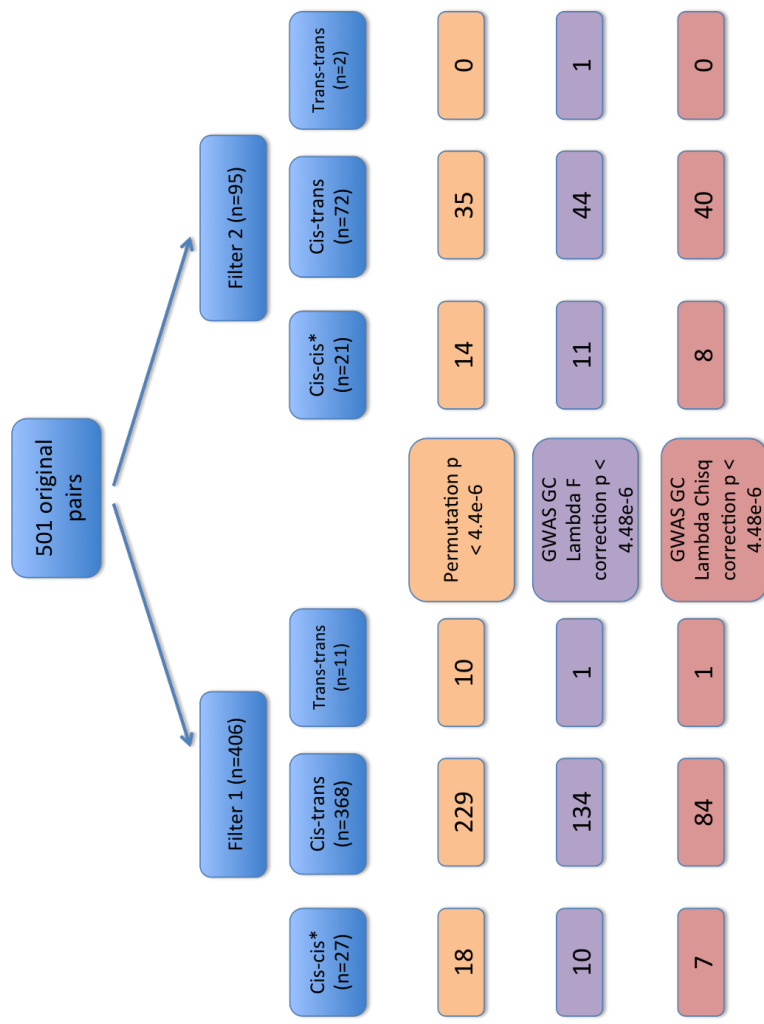 501 original
pairs
Filter 1 (n=406)
Filter 2 (n=95)
Cis-cis*
(n=27)
Cis-trans
(n=368)
Trans-trans
(n=11)
Cis-cis*
(n=21)
Cis-trans
(n=72)
Trans-trans
(n=2)
18
229
10
Permutation p
< 4.4e-6
14
35
0
10
134
1
GWAS GC
Lambda F
correction p <
4.48e-6
11
44
1
7
84
1
GWAS GC
Lambda Chisq
correction p <
4.48e-6
8
40
0